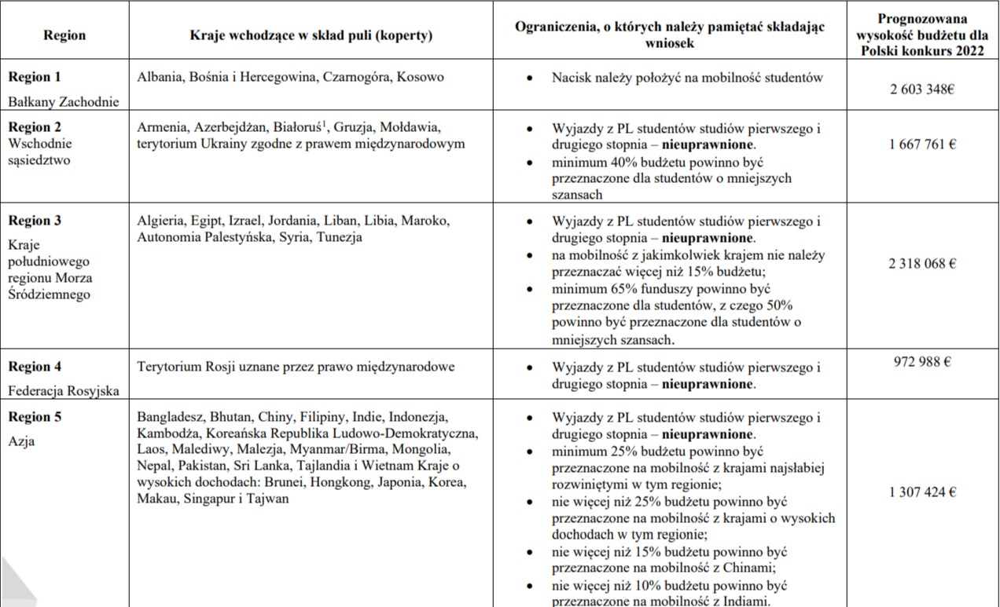 Region
Kraje wchodzące w skład puli (koperty)
Ograniczenia, o których należy pamiętać składając
wniosek
Prognozowana
wysokość budżetu dla
Polski konkurs 2022
Region 1
Bałkany Zachodnie
Albania, Bośnia i Hercegowina, Czarnogóra, Kosowo
• Nacisk należy położyć na mobilność studentów
2 603 348€
Region 2
Wschodnie
sąsiedztwo
Armenia, Azerbejdżan, Białoruś¹, Gruzja, Mołdawia,
terytorium Ukrainy zgodne z prawem międzynarodowym
• Wyjazdy z PL studentów studiów pierwszego i
drugiego stopnia – nieuprawnione.
• minimum 40% budżetu powinno być
przeznaczone dla studentów o mniejszych
szansach
1 667 761 €
Region 3
Kraje
południowego
regionu Morza
Śródziemnego
Algieria, Egipt, Izrael, Jordania, Liban, Libia, Maroko,
Autonomia Palestyńska, Syria, Tunezja
• Wyjazdy z PL studentów studiów pierwszego i
drugiego stopnia – nieuprawnione.
• na mobilność z jakimkolwiek krajem nie należy
przeznaczać więcej niż 15% budżetu;
• minimum 65% funduszy powinno być
przeznaczone dla studentów, z czego 50%
powinno być przeznaczone dla studentów o
mniejszych szansach.
2 318 068 €
Region 4
Federacja Rosyjska
Terytorium Rosji uznane przez prawo międzynarodowe
• Wyjazdy z PL studentów studiów pierwszego i
drugiego stopnia – nieuprawnione.
972 988 €
Region 5
Azja
Bangladesz, Bhutan, Chiny, Filipiny, Indie, Indonezja,
Kambodża, Koreańska Republika Ludowo-Demokratyczna,
Laos, Malediwy, Malezja, Myanmar/Birma, Mongolia,
Nepal, Pakistan, Sri Lanka, Tajlandia i Wietnam Kraje o
wysokich dochodach: Brunei, Hongkong, Japonia, Korea,
Makau, Singapur i Tajwan
• Wyjazdy z PL studentów studiów pierwszego i
drugiego stopnia – nieuprawnione.
• minimum 25% budżetu powinno być
przeznaczone na mobilność z krajami najsłabiej
rozwiniętymi w tym regionie;
• nie więcej niż 25% budżetu powinno być
przeznaczone na mobilność z krajami o wysokich
dochodach w tym regionie;
• nie więcej niż 15% budżetu powinno być
przeznaczone na mobilność z Chinami;
• nie więcej niż 10% budżetu powinno być
przeznaczone na mobilność z Indiami.
1 307 424 €